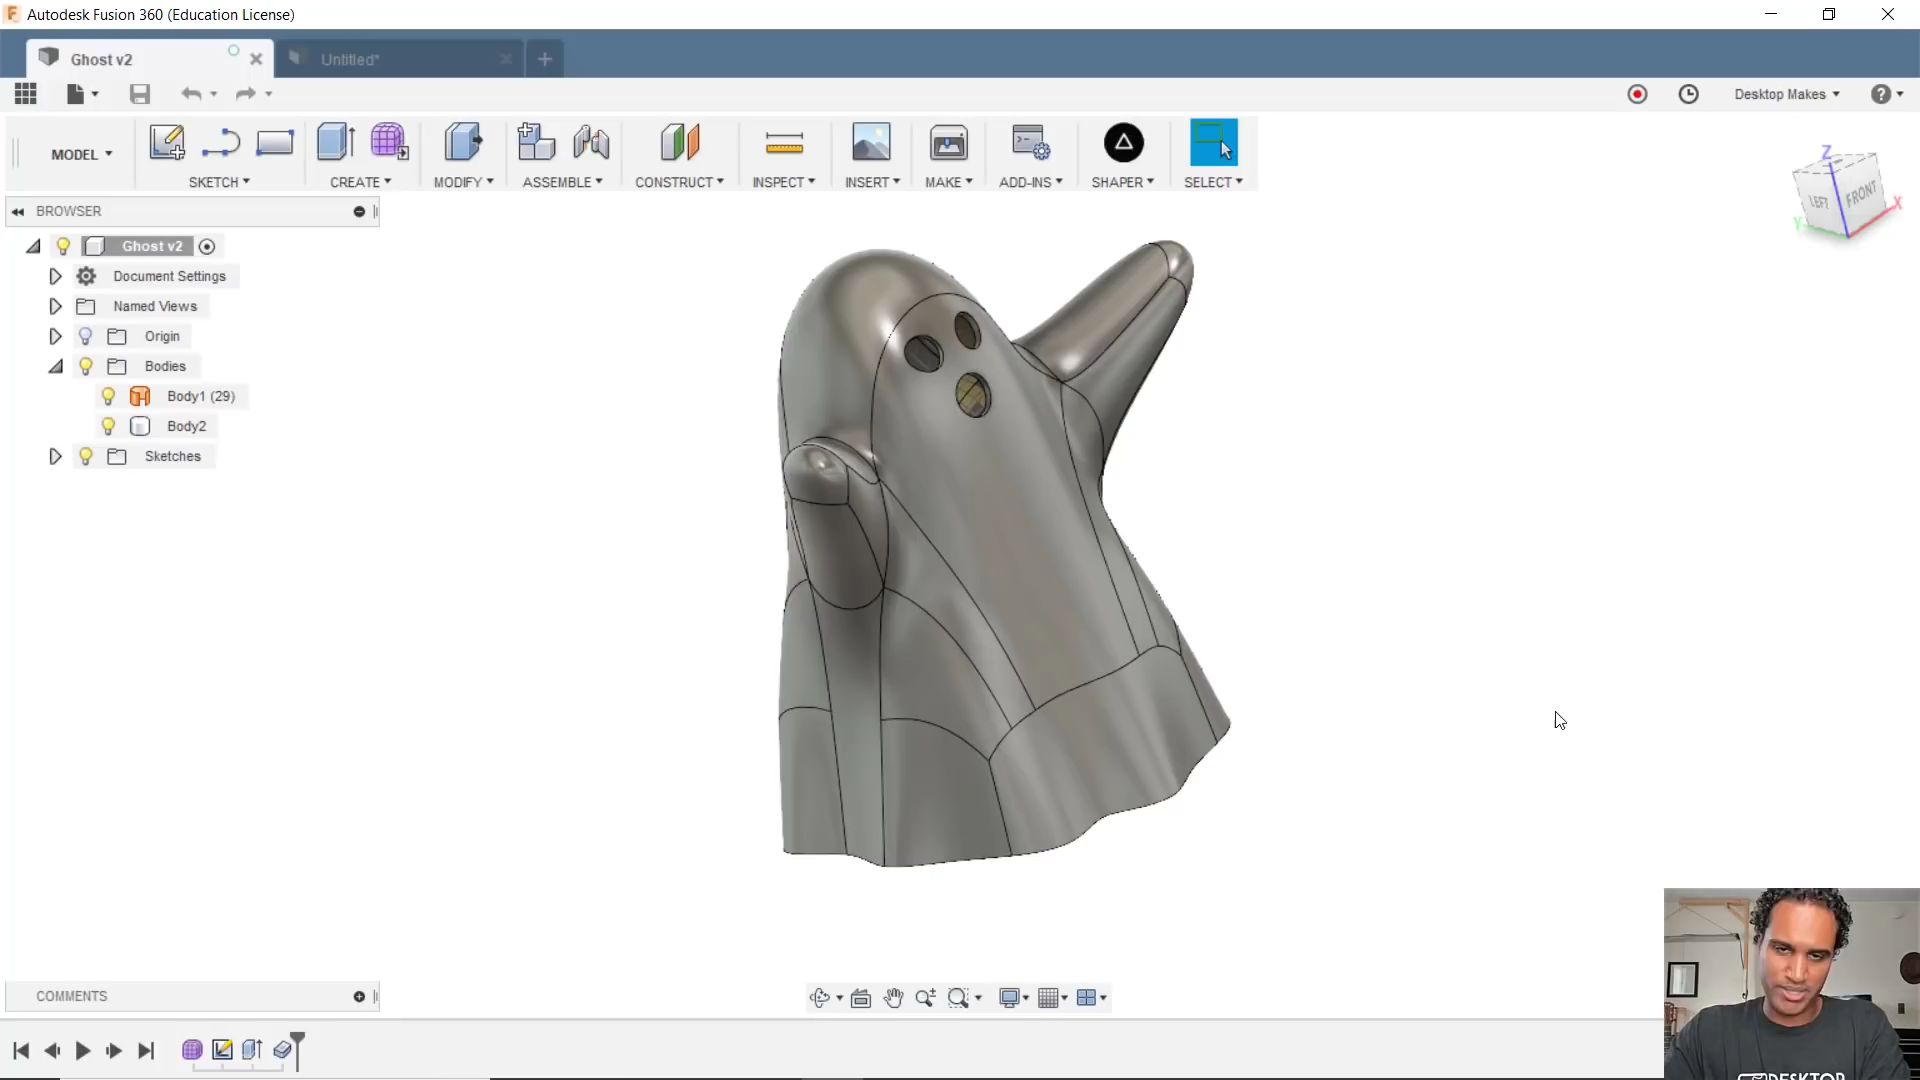 Autodesk Fusion 360 (Education License)
Ghost v2
Untitled*
Desktop Makes
MODEL
SKETCH
CREATE
MODIFY
ASSEMBLE
CONSTRUCT
INSPECT
INSERT
MAKE
ADD-INS
SHAPER
SELECT
Z
LEFT
FRONT
X
Y
BROWSER
Ghost v2
Document Settings
Named Views
Origin
Bodies
Body1 (29)
Body2
Sketches
COMMENTS
DESKTOP